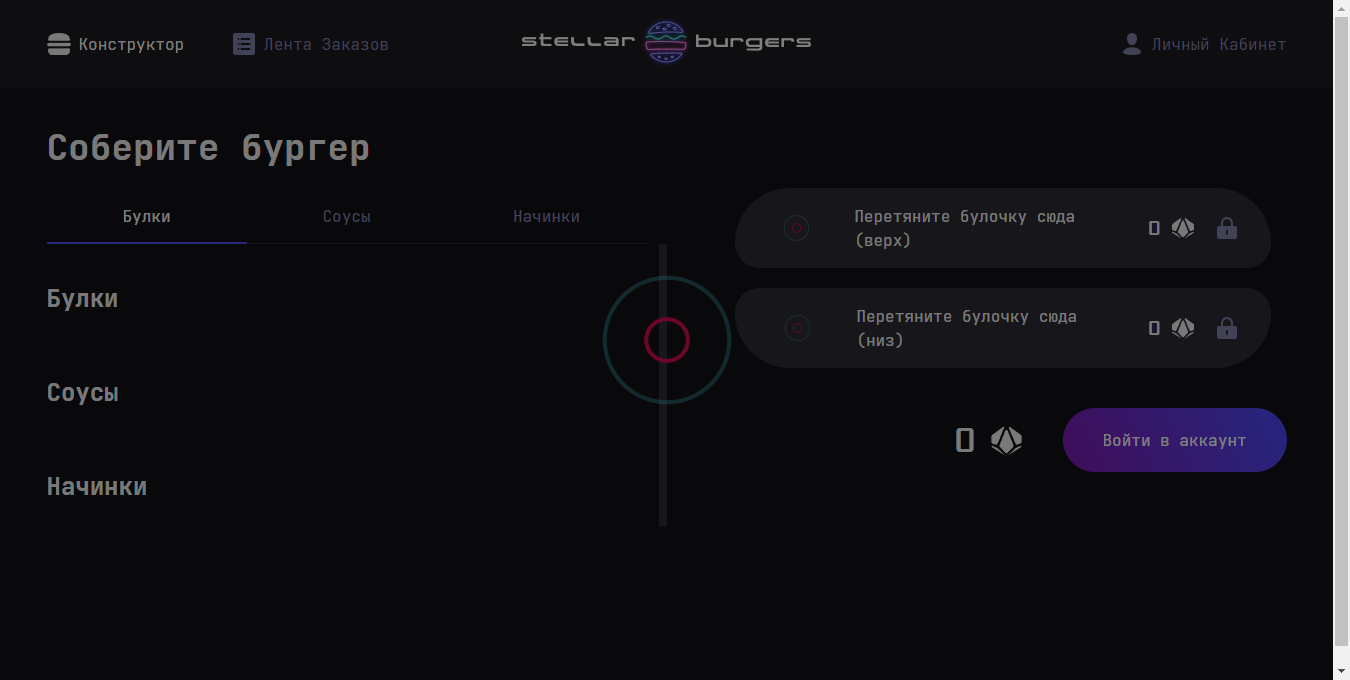 Конструктор
Лента Заказов
stellar burgers
Личный Кабинет
Соберите бургер
Булки
Соусы
Начинки
Перетяните булочку сюда
(верх)
0
Булки
Перетяните булочку сюда
(низ)
0
Соусы
0
Войти в аккаунт
Начинки